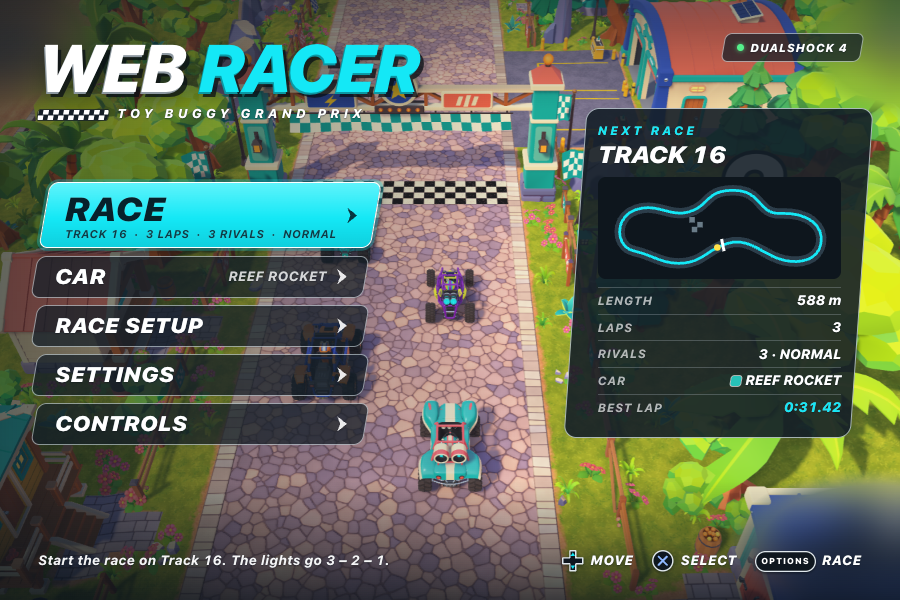 WEB RACER
TOY BUGGY GRAND PRIX
DUALSHOCK 4
RACE
TRACK 16 · 3 LAPS · 3 RIVALS · NORMAL
CAR REEF ROCKET
RACE SETUP
SETTINGS
CONTROLS
NEXT RACE
TRACK 16
LENGTH 588 m
LAPS 3
RIVALS 3 · NORMAL
CAR REEF ROCKET
BEST LAP 0:31.42
Start the race on Track 16. The lights go 3 – 2 – 1.
MOVE SELECT OPTIONS RACE